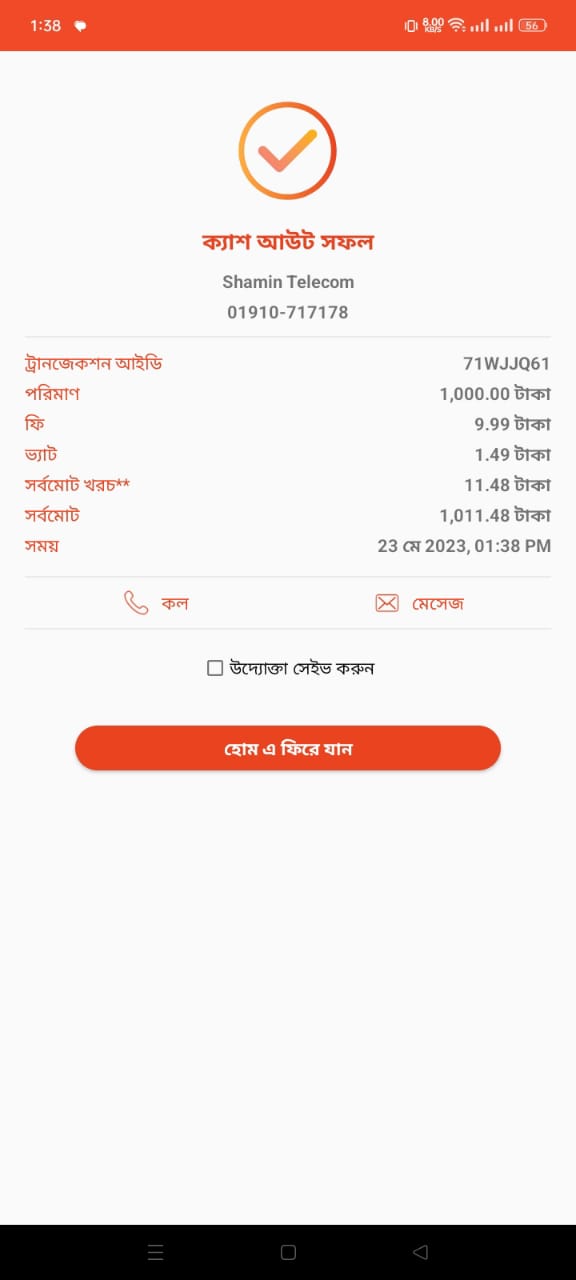 1:38 8.00 KB/S 56
ক্যাশ আউট সফল
Shamin Telecom
01910-717178
ট্রানজেকশন আইডি 71WJJQ61
পরিমাণ 1,000.00 টাকা
ফি 9.99 টাকা
ভ্যাট 1.49 টাকা
সর্বমোট খরচ** 11.48 টাকা
সর্বমোট 1,011.48 টাকা
সময় 23 মে 2023, 01:38 PM
কল মেসেজ
উদ্যোক্তা সেইভ করুন
হোম এ ফিরে যান